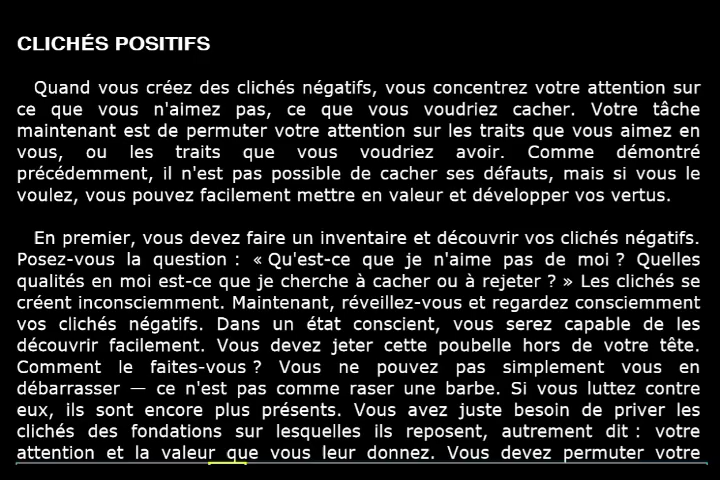 CLICHÉS POSITIFS
Quand vous créez des clichés négatifs, vous concentrez votre attention sur
ce que vous n'aimez pas, ce que vous voudriez cacher. Votre tâche
maintenant est de permuter votre attention sur les traits que vous aimez en
vous, ou les traits que vous voudriez avoir. Comme démontré
précédemment, il n'est pas possible de cacher ses défauts, mais si vous le
voulez, vous pouvez facilement mettre en valeur et développer vos vertus.
En premier, vous devez faire un inventaire et découvrir vos clichés négatifs.
Posez-vous la question : « Qu'est-ce que je n'aime pas de moi ? Quelles
qualités en moi est-ce que je cherche à cacher ou à rejeter ? » Les clichés se
créent inconsciemment. Maintenant, réveillez-vous et regardez consciemment
vos clichés négatifs. Dans un état conscient, vous serez capable de les
découvrir facilement. Vous devez jeter cette poubelle hors de votre tête.
Comment le faites-vous ? Vous ne pouvez pas simplement vous en
débarrasser — ce n'est pas comme raser une barbe. Si vous luttez contre
eux, ils sont encore plus présents. Vous avez juste besoin de priver les
clichés des fondations sur lesquelles ils reposent, autrement dit : votre
attention et la valeur que vous leur donnez. Vous devez permuter votre